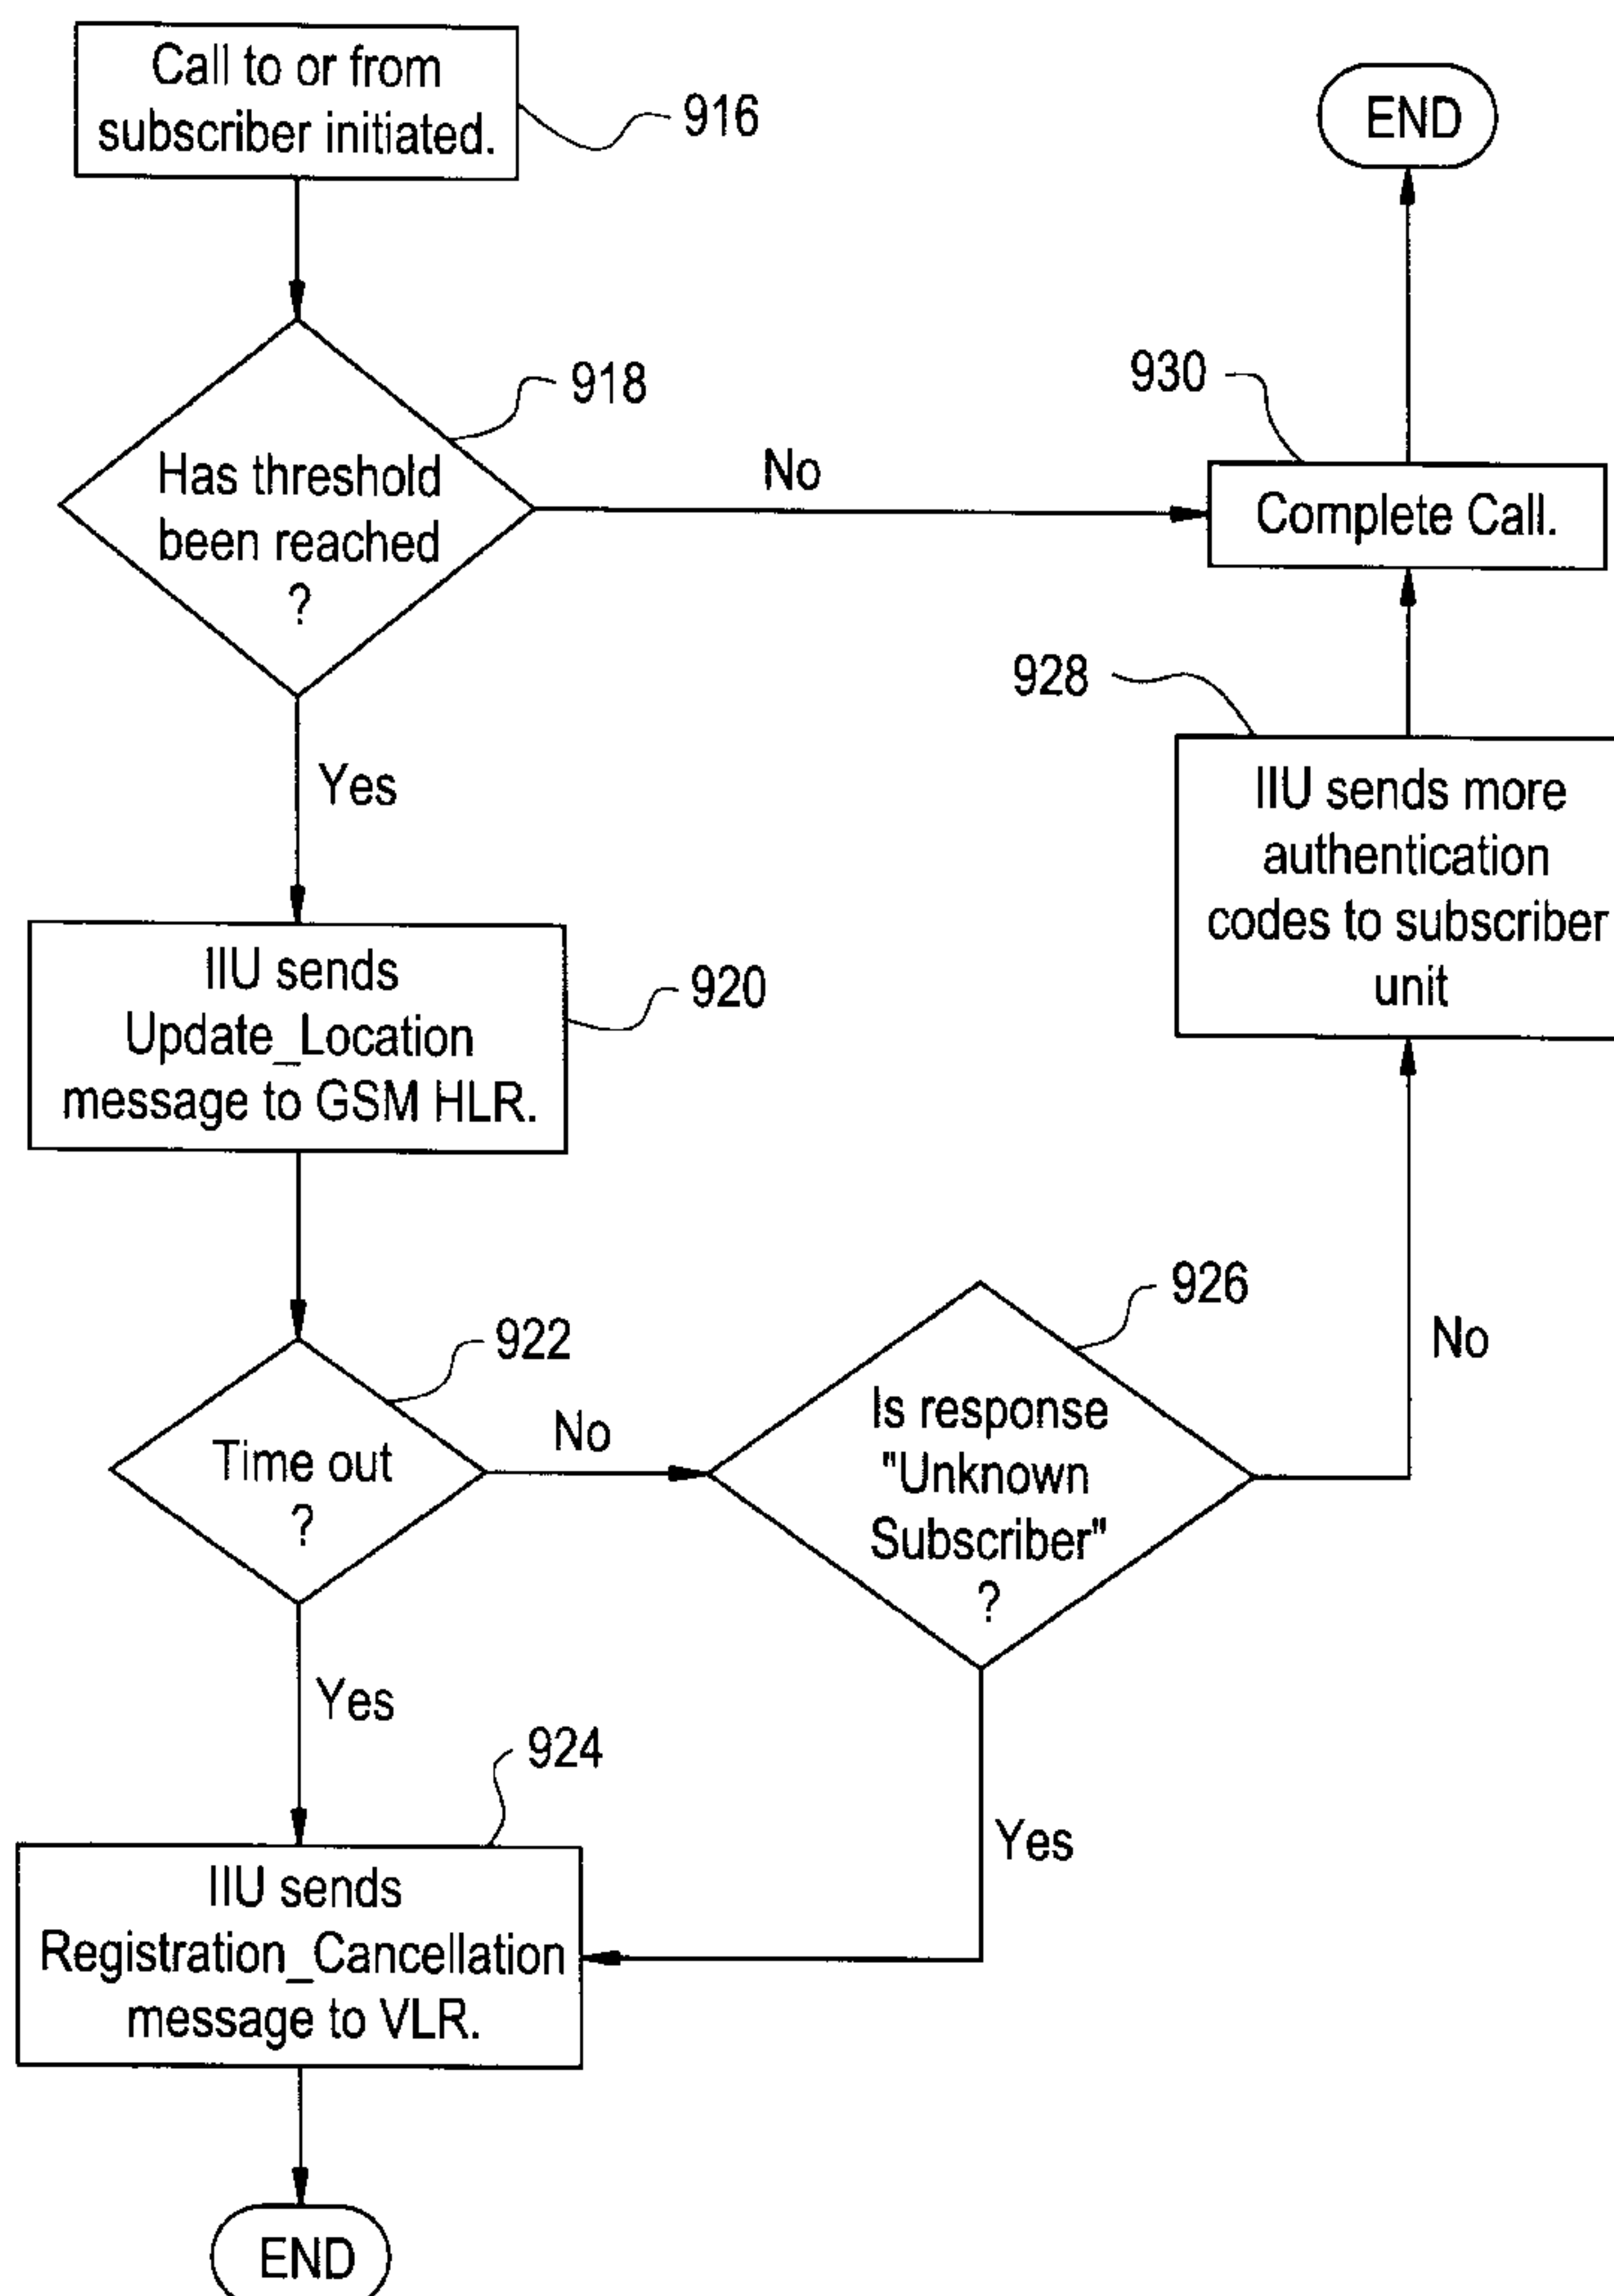 Call to or from
subscriber initiated.
916
END
918
Has threshold
been reached
?
No
930
Complete Call.
Yes
928
IIU sends more
authentication
codes to subscriber
unit
IIU sends
Update_Location
message to GSM HLR.
920
922
Time out
?
No
926
Is response
"Unknown
Subscriber"
?
No
Yes
924
IIU sends
Registration_Cancellation
message to VLR.
Yes
END